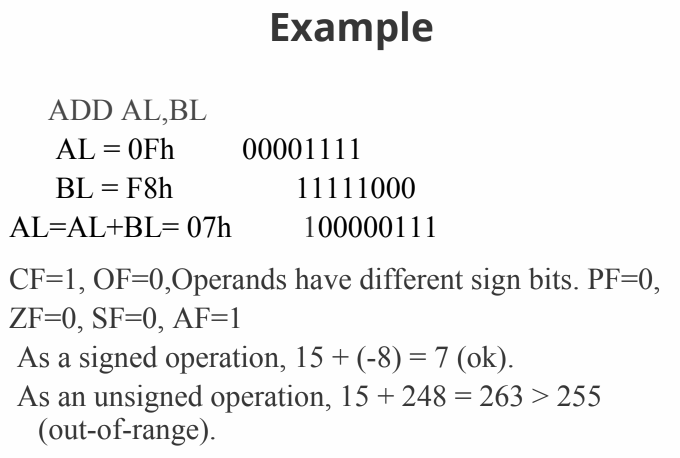 Example
ADD AL,BL
AL = 0Fh 00001111
BL = F8h 11111000
AL=AL+BL= 07h 100000111
CF=1, OF=0,Operands have different sign bits. PF=0,
ZF=0, SF=0, AF=1
As a signed operation, 15 + (-8) = 7 (ok).
As an unsigned operation, 15 + 248 = 263 > 255
(out-of-range).